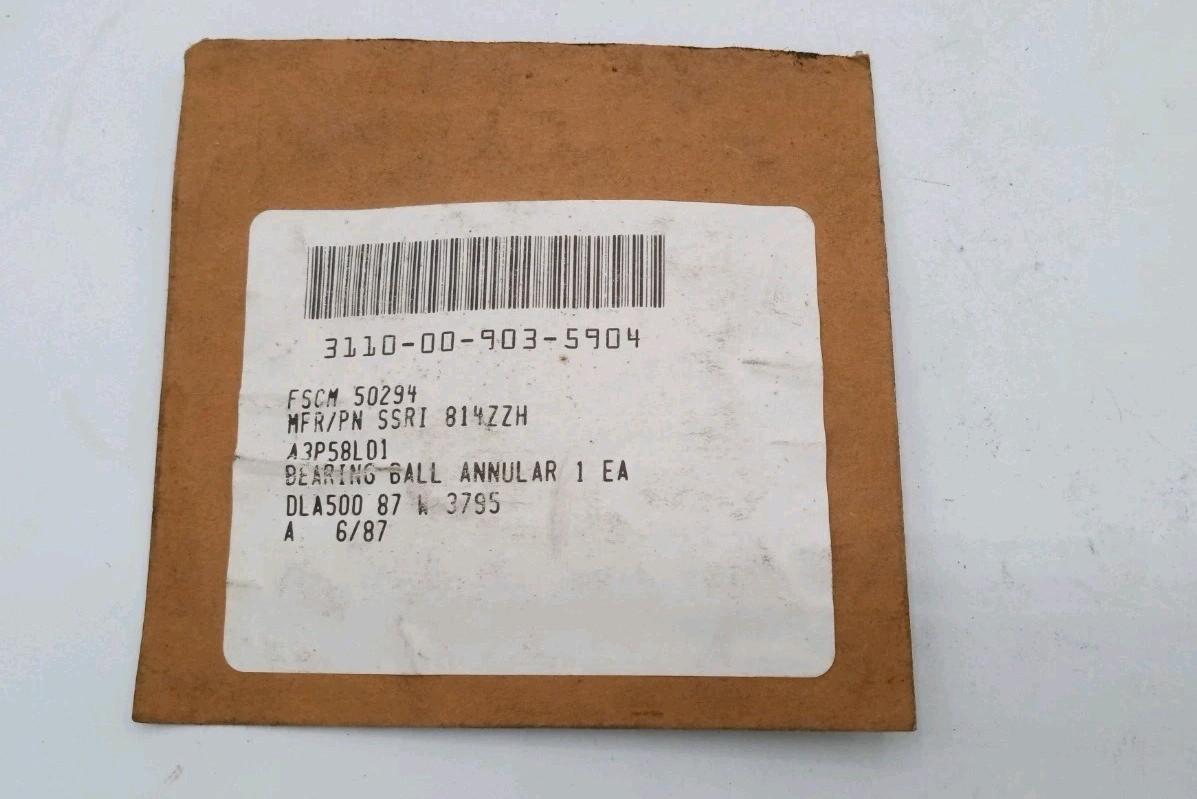 3110-00-903-5904
FSCM 50294
MFR/PN SSRI 814ZZH
A3P58L01
BEARING BALL ANNULAR 1 EA
DLA500 87 W 3795
A 6/87